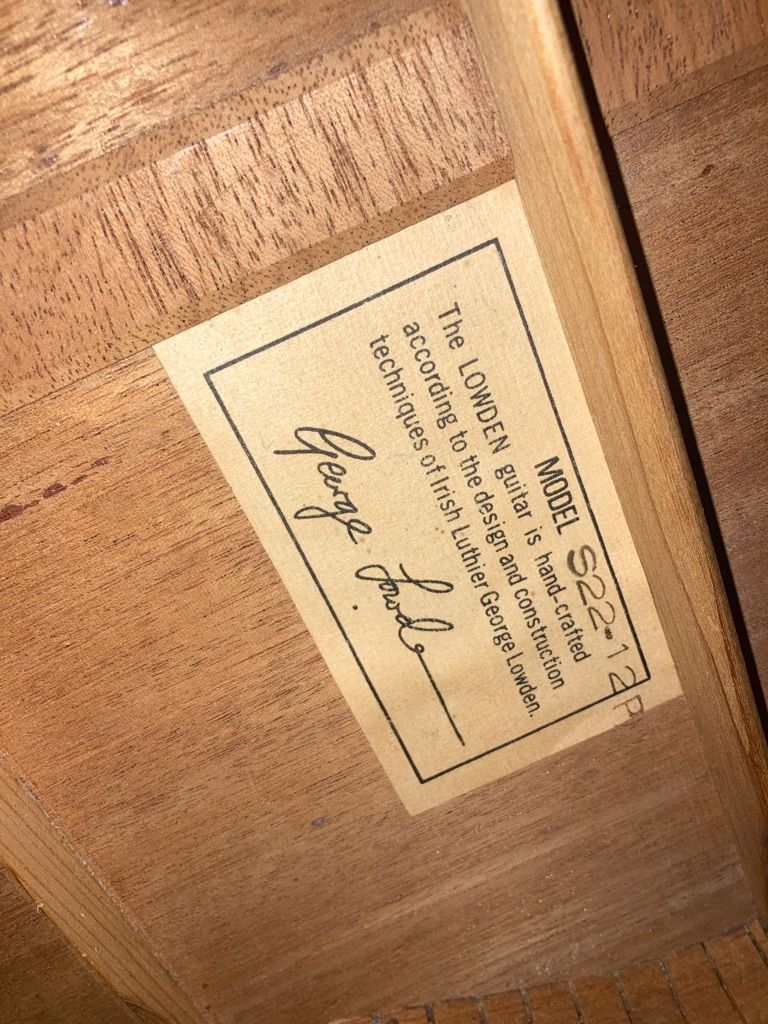 MODEL S22-12P
The LOWDEN guitar is hand-crafted
according to the design and construction
techniques of Irish Luthier George Lowden.
George Lowden